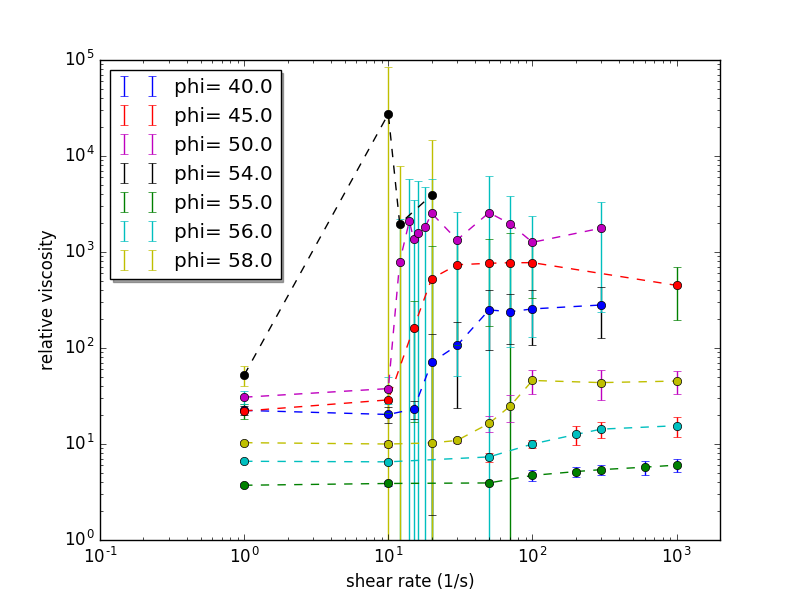 10^5
10^4
10^3
10^2
10^1
10^0
relative viscosity
phi= 40.0
phi= 45.0
phi= 50.0
phi= 54.0
phi= 55.0
phi= 56.0
phi= 58.0
10^-1 10^0 10^1 10^2 10^3
shear rate (1/s)